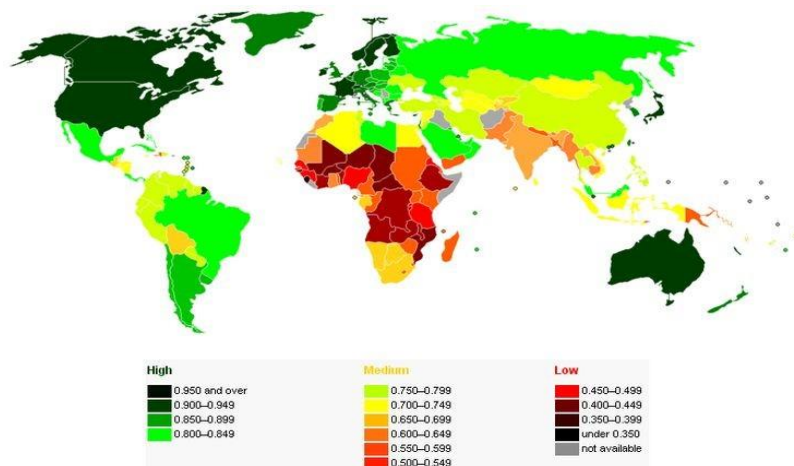 High
0.950 and over
0.900–0.949
0.850–0.899
0.800–0.849
Medium
0.750–0.799
0.700–0.749
0.650–0.699
0.600–0.649
0.550–0.599
0.500–0.549
Low
0.450–0.499
0.400–0.449
0.350–0.399
under 0.350
not available